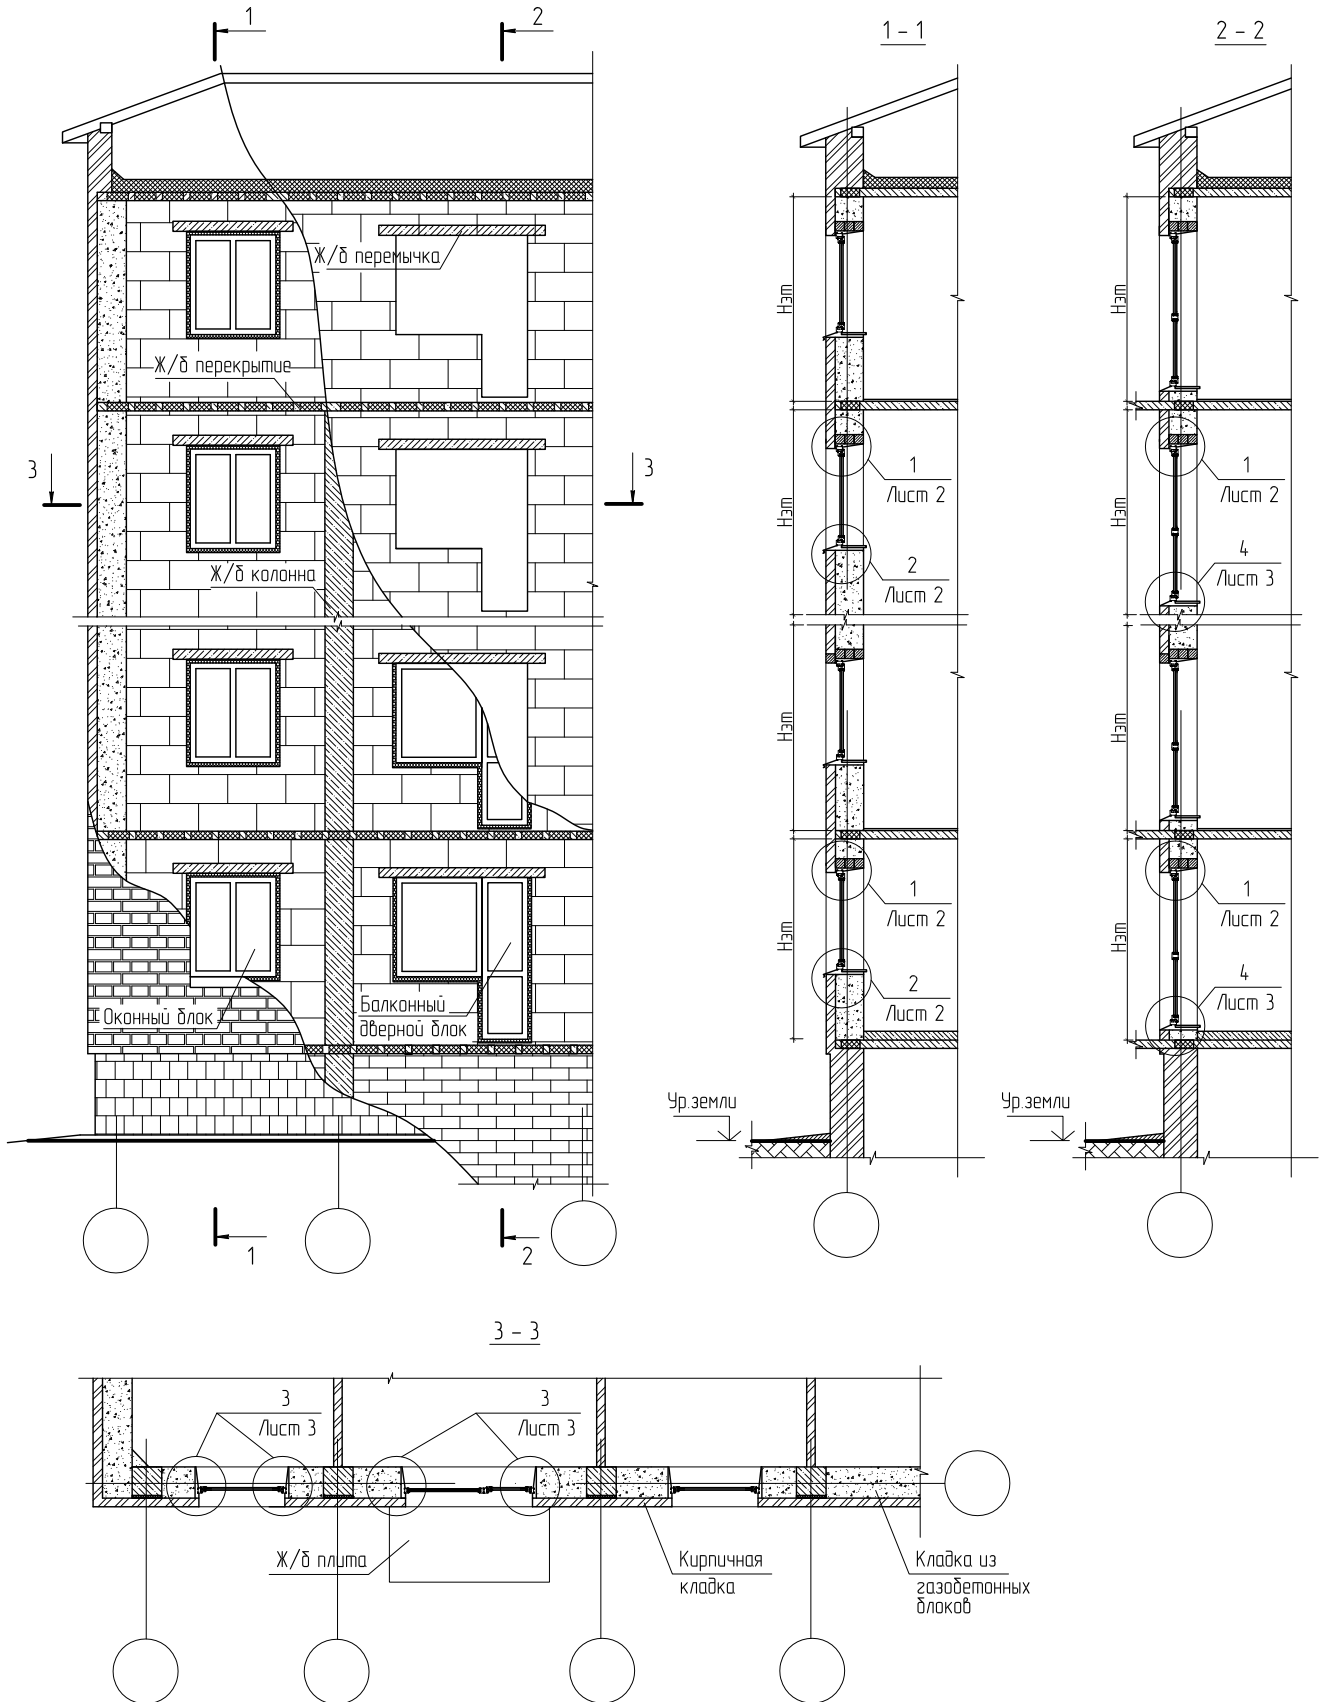 1
2
1 - 1
2 - 2
Ж/б перемычка
Нэт
Нэт
Ж/б перекрытие
3
3
1
Лист 2
1
Лист 2
Нэт
Нэт
Ж/б колонна
2
Лист 2
4
Лист 3
Нэт
Нэт
1
Лист 2
1
Лист 2
Нэт
Нэт
Оконный блок
Балконный
дверной блок
2
Лист 2
4
Лист 3
Ур.земли
Ур.земли
1
2
3 - 3
3
Лист 3
3
Лист 3
Ж/б плита
Кирпичная
кладка
Кладка из
газобетонных
блоков